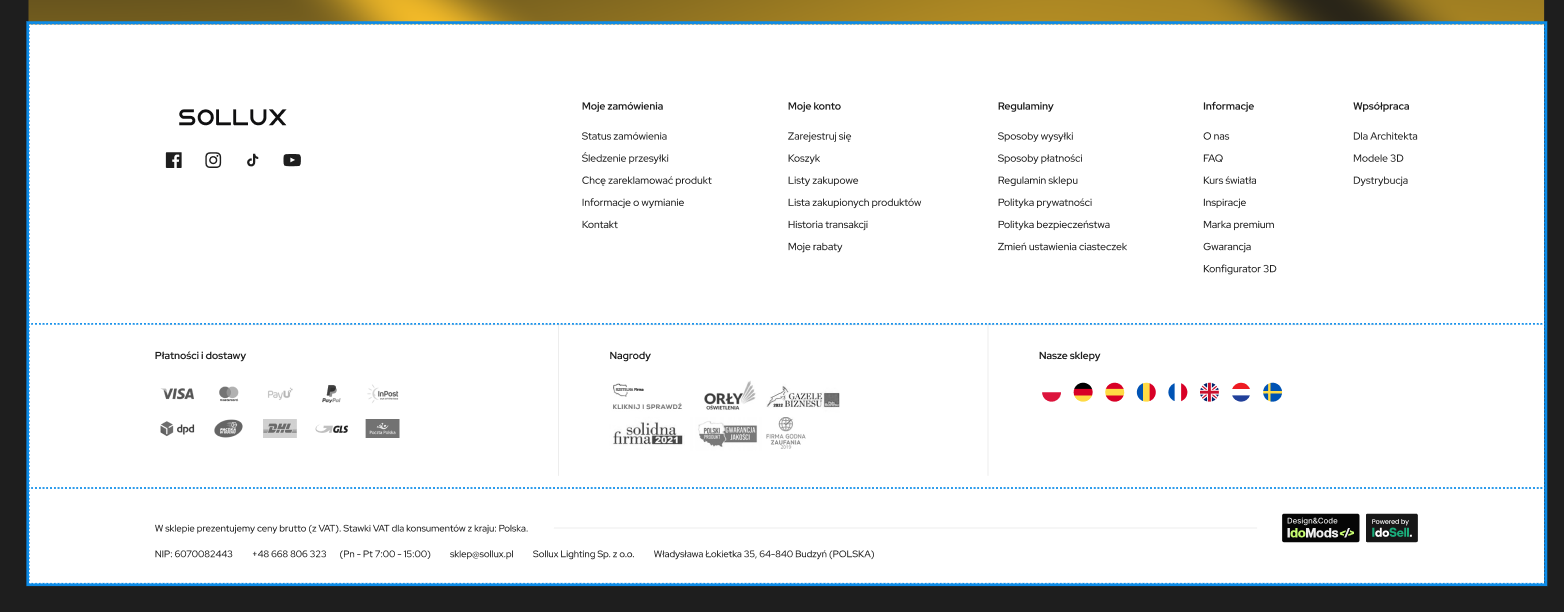 SOLLUX
Moje zamówienia
Status zamówienia
Śledzenie przesyłki
Chcę zareklamować produkt
Informacje o wymianie
Kontakt
Moje konto
Zarejestruj się
Koszyk
Listy zakupowe
Lista zakupionych produktów
Historia transakcji
Moje rabaty
Regulaminy
Sposoby wysyłki
Sposoby płatności
Regulamin sklepu
Polityka prywatności
Polityka bezpieczeństwa
Zmień ustawienia ciasteczek
Informacje
O nas
FAQ
Kurs światła
Inspiracje
Marka premium
Gwarancja
Konfigurator 3D
Wpsółpraca
Dla Architekta
Modele 3D
Dystrybucja
Płatności i dostawy
VISA
PayU
PayPal
InPost
dpd
DHL
GLS
Poczta Polska
Nagrody
RZETELNA Firma
KLIKNIJ I SPRAWDŹ
ORŁY
OŚWIETLENIA
GAZELE
2022 BIZNESU
solidna
firma 2021
POLSKI
PRODUKT
GWARANCJA
JAKOŚCI
FIRMA GODNA
ZAUFANIA
2019
Nasze sklepy
W sklepie prezentujemy ceny brutto (z VAT). Stawki VAT dla konsumentów z kraju: Polska.
Design&Code
IdoMods </>
Powered by
IdoSell.
NIP: 6070082443 +48 668 806 323 (Pn - Pt 7:00 - 15:00) sklep@sollux.pl Sollux Lighting Sp. z o.o. Władysława Łokietka 35, 64-840 Budzyń (POLSKA)